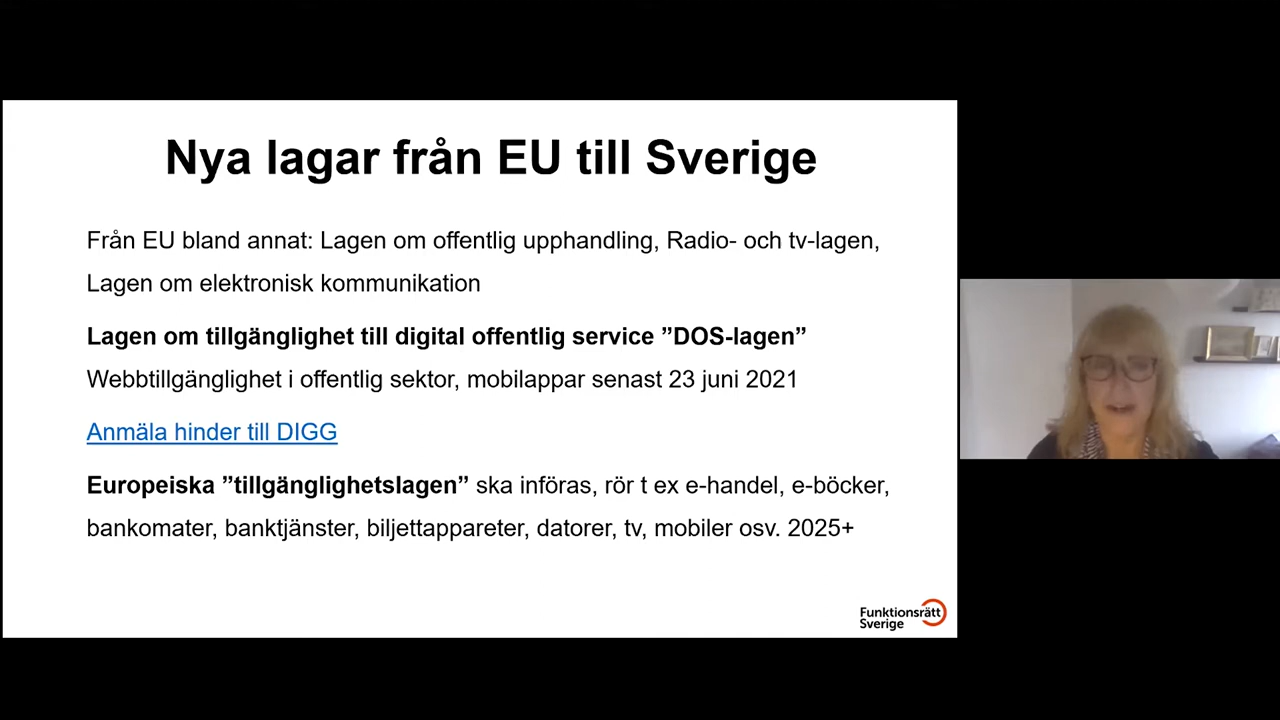 Nya lagar från EU till Sverige
Från EU bland annat: Lagen om offentlig upphandling, Radio- och tv-lagen,
Lagen om elektronisk kommunikation
Lagen om tillgänglighet till digital offentlig service ”DOS-lagen”
Webbtillgänglighet i offentlig sektor, mobilappar senast 23 juni 2021
Anmäla hinder till DIGG
Europeiska ”tillgänglighetslagen” ska införas, rör t ex e-handel, e-böcker,
bankomater, banktjänster, biljettappareter, datorer, tv, mobiler osv. 2025+
Funktionsrätt
Sverige